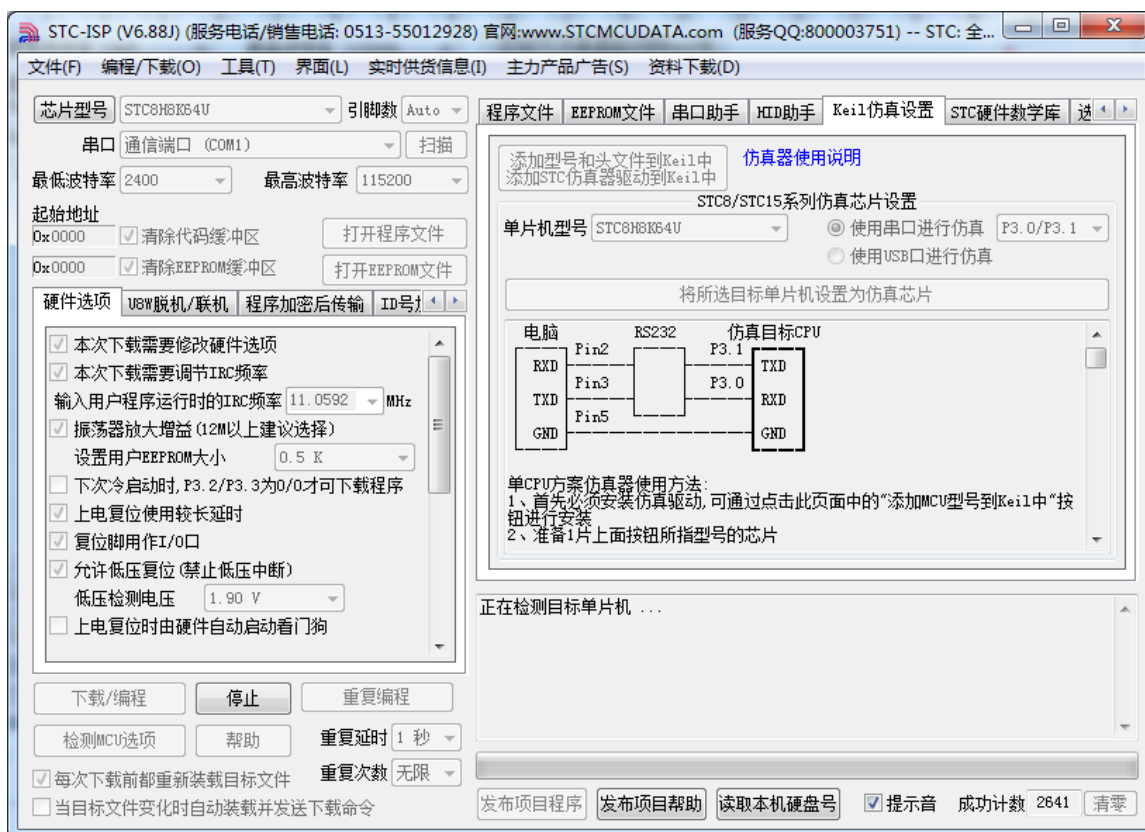 STC-ISP (V6.88J) (服务电话/销售电话: 0513-55012928) 官网:www.STCMCUDATA.com  (服务QQ:800003751) -- STC: 全...
文件(F) 编程/下载(O) 工具(T) 界面(L) 实时供货信息(I) 主力产品广告(S) 资料下载(D)
芯片型号 STC8H8K64U 引脚数 Auto
串口 通信端口 (COM1) 扫描
最低波特率 2400 最高波特率 115200
起始地址
0x0000 清除代码缓冲区 打开程序文件
0x0000 清除EEPROM缓冲区 打开EEPROM文件
硬件选项 U8W脱机/联机 程序加密后传输 ID号
本次下载需要修改硬件选项
本次下载需要调节IRC频率
输入用户程序运行时的IRC频率 11.0592 MHz
振荡器放大增益(12M以上建议选择)
设置用户EEPROM大小 0.5 K
下次冷启动时,P3.2/P3.3为0/0才可下载程序
上电复位使用较长延时
复位脚用作I/O口
允许低压复位(禁止低压中断)
低压检测电压 1.90 V
上电复位时由硬件自动启动看门狗
下载/编程 停止 重复编程
检测MCU选项 帮助 重复延时 1 秒
每次下载前都重新装载目标文件 重复次数 无限
当目标文件变化时自动装载并发送下载命令
程序文件 EEPROM文件 串口助手 HID助手 Keil仿真设置 STC硬件数学库 选
添加型号和头文件到Keil中
添加STC仿真器驱动到Keil中
仿真器使用说明
STC8/STC15系列仿真芯片设置
单片机型号 STC8H8K64U 使用串口进行仿真 P3.0/P3.1
使用USB口进行仿真
将所选目标单片机设置为仿真芯片
电脑 RS232 仿真目标CPU
Pin2 P3.1
RXD TXD
Pin3 P3.0
TXD RXD
Pin5
GND GND
单CPU方案仿真器使用方法:
1、首先必须安装仿真驱动,可通过点击此页面中的"添加MCU型号到Keil中"按
钮进行安装
2、准备1片上面按钮所指型号的芯片
正在检测目标单片机 ...
发布项目程序 发布项目帮助 读取本机硬盘号 提示音 成功计数 2641 清零